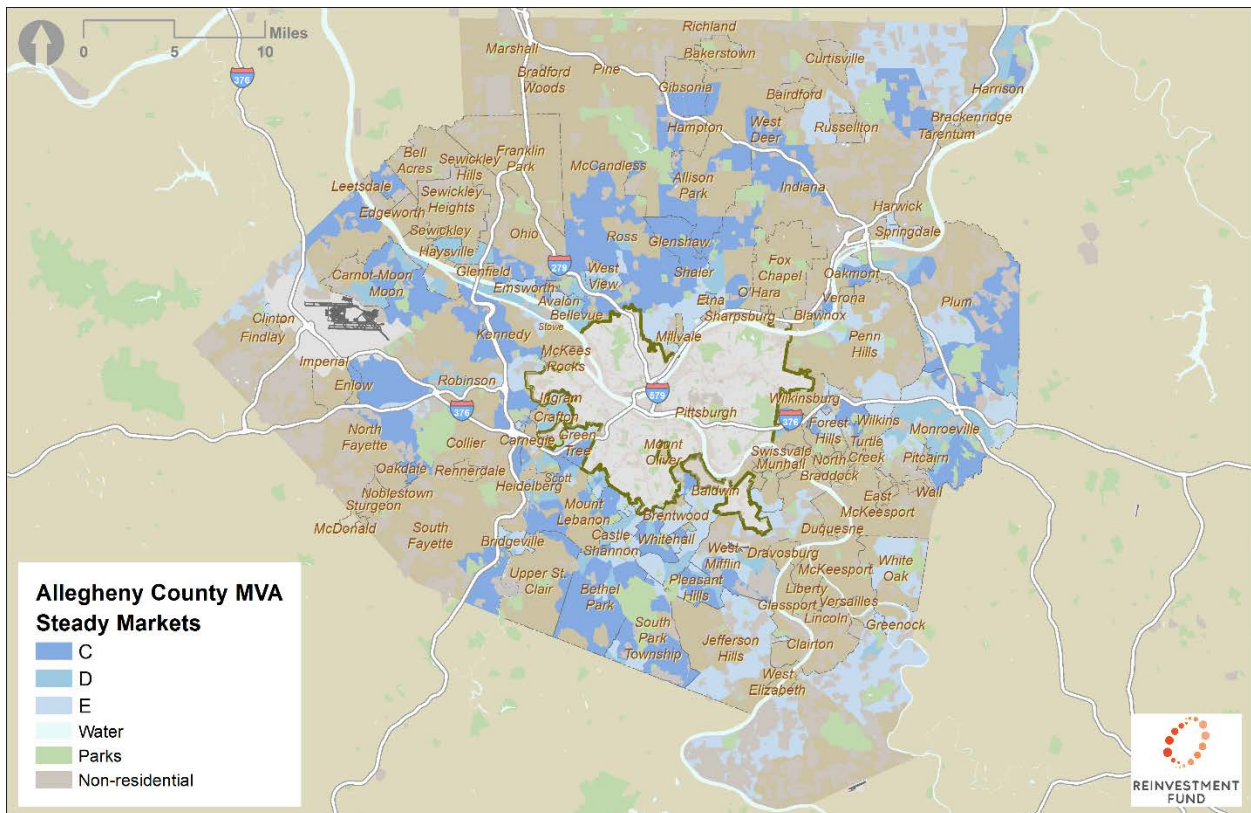 Miles
0 5 10
376
Richland
Marshall
Bakerstown
Curtisville
Bradford
Woods
Pine
Gibsonia
Bairdford
Harrison
Brackenridge
Tarentum
Russellton
Hampton
West
Deer
Bell
Acres
Sewickley
Hills
Franklin
Park
McCandless
Allison
Park
Indiana
Leetsdale
Sewickley
Heights
Edgeworth
Harwick
Springdale
Sewickley
Haysville
Ohio
Ross
Glenshaw
Fox
Chapel
Carnot-Moon
Moon
Glenfield
279
West
View
Shaler
O'Hara
Oakmont
Emsworth
Avalon
Bellevue
Stowe
Etna
Sharpsburg
Verona
Blawnox
Plum
Clinton
Findlay
Kennedy
Millvale
Penn
Hills
Imperial
McKees
Rocks
Enlow
Robinson
376
Ingram
Crafton
579
Pittsburgh
Wilkinsburg
376
Forest
Hills
Wilkins
Monroeville
North
Fayette
Collier
Carnegie
Green
Tree
Mount
Oliver
Swissvale
Munhall
North
Braddock
Turtle
Creek
Pitcairn
Oakdale
Rennerdale
Heidelberg
Scott
Baldwin
East
McKeesport
Wall
Noblestown
Sturgeon
McDonald
Mount
Lebanon
Brentwood
Duquesne
South
Fayette
Bridgeville
Castle
Shannon
Whitehall
West
Mifflin
Dravosburg
McKeesport
White
Oak
Upper St.
Clair
Bethel
Park
Pleasant
Hills
Liberty
Glassport
Versailles
Lincoln
Greenock
South
Park
Township
Jefferson
Hills
Clairton
West
Elizabeth
Allegheny County MVA
Steady Markets
C
D
E
Water
Parks
Non-residential
REINVESTMENT
FUND